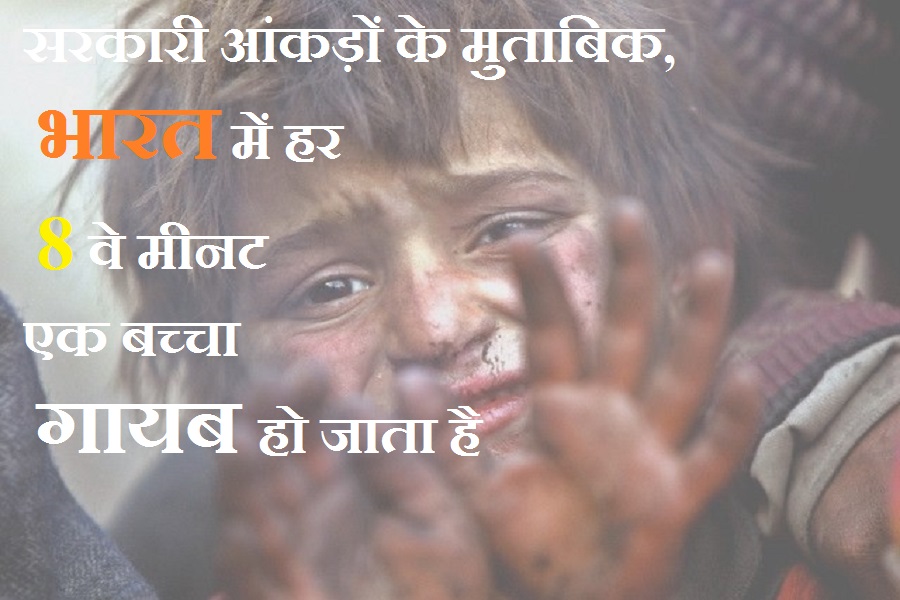 सरकारी आंकड़ों के मुताबिक,
भारत में हर
8 वे मीनट
एक बच्चा
गायब हो जाता है